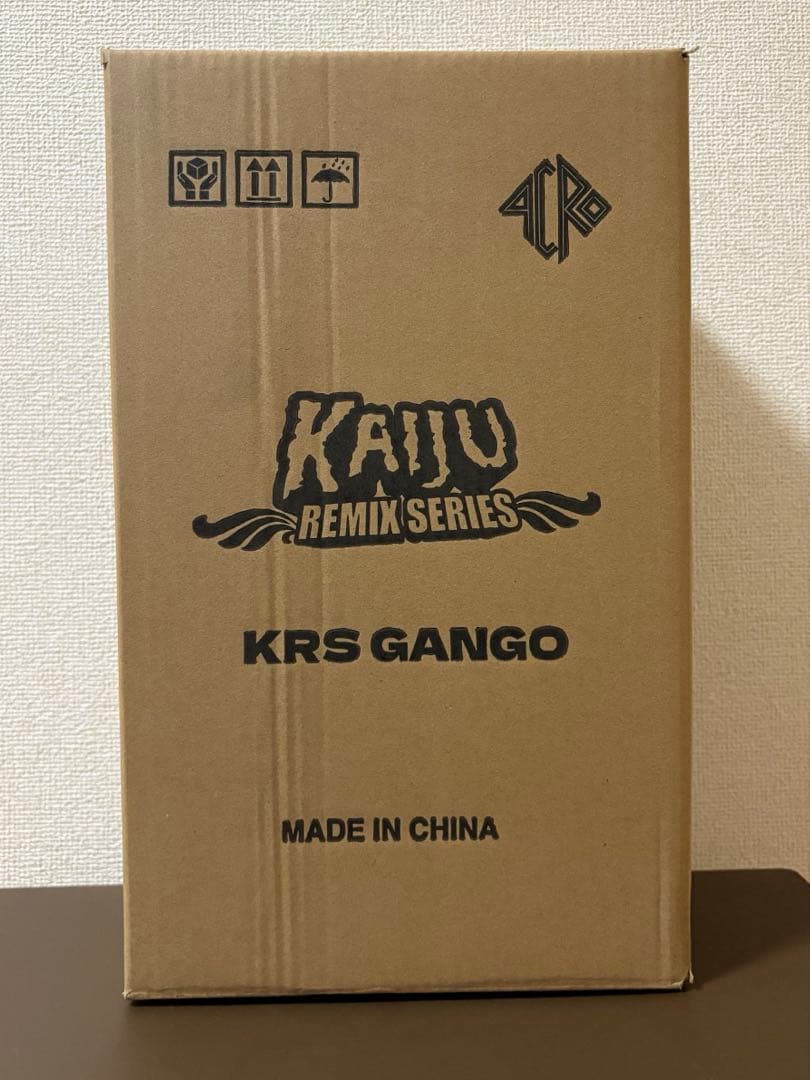 ACRO
KAIJU
REMIX SERIES
KRS GANGO
MADE IN CHINA